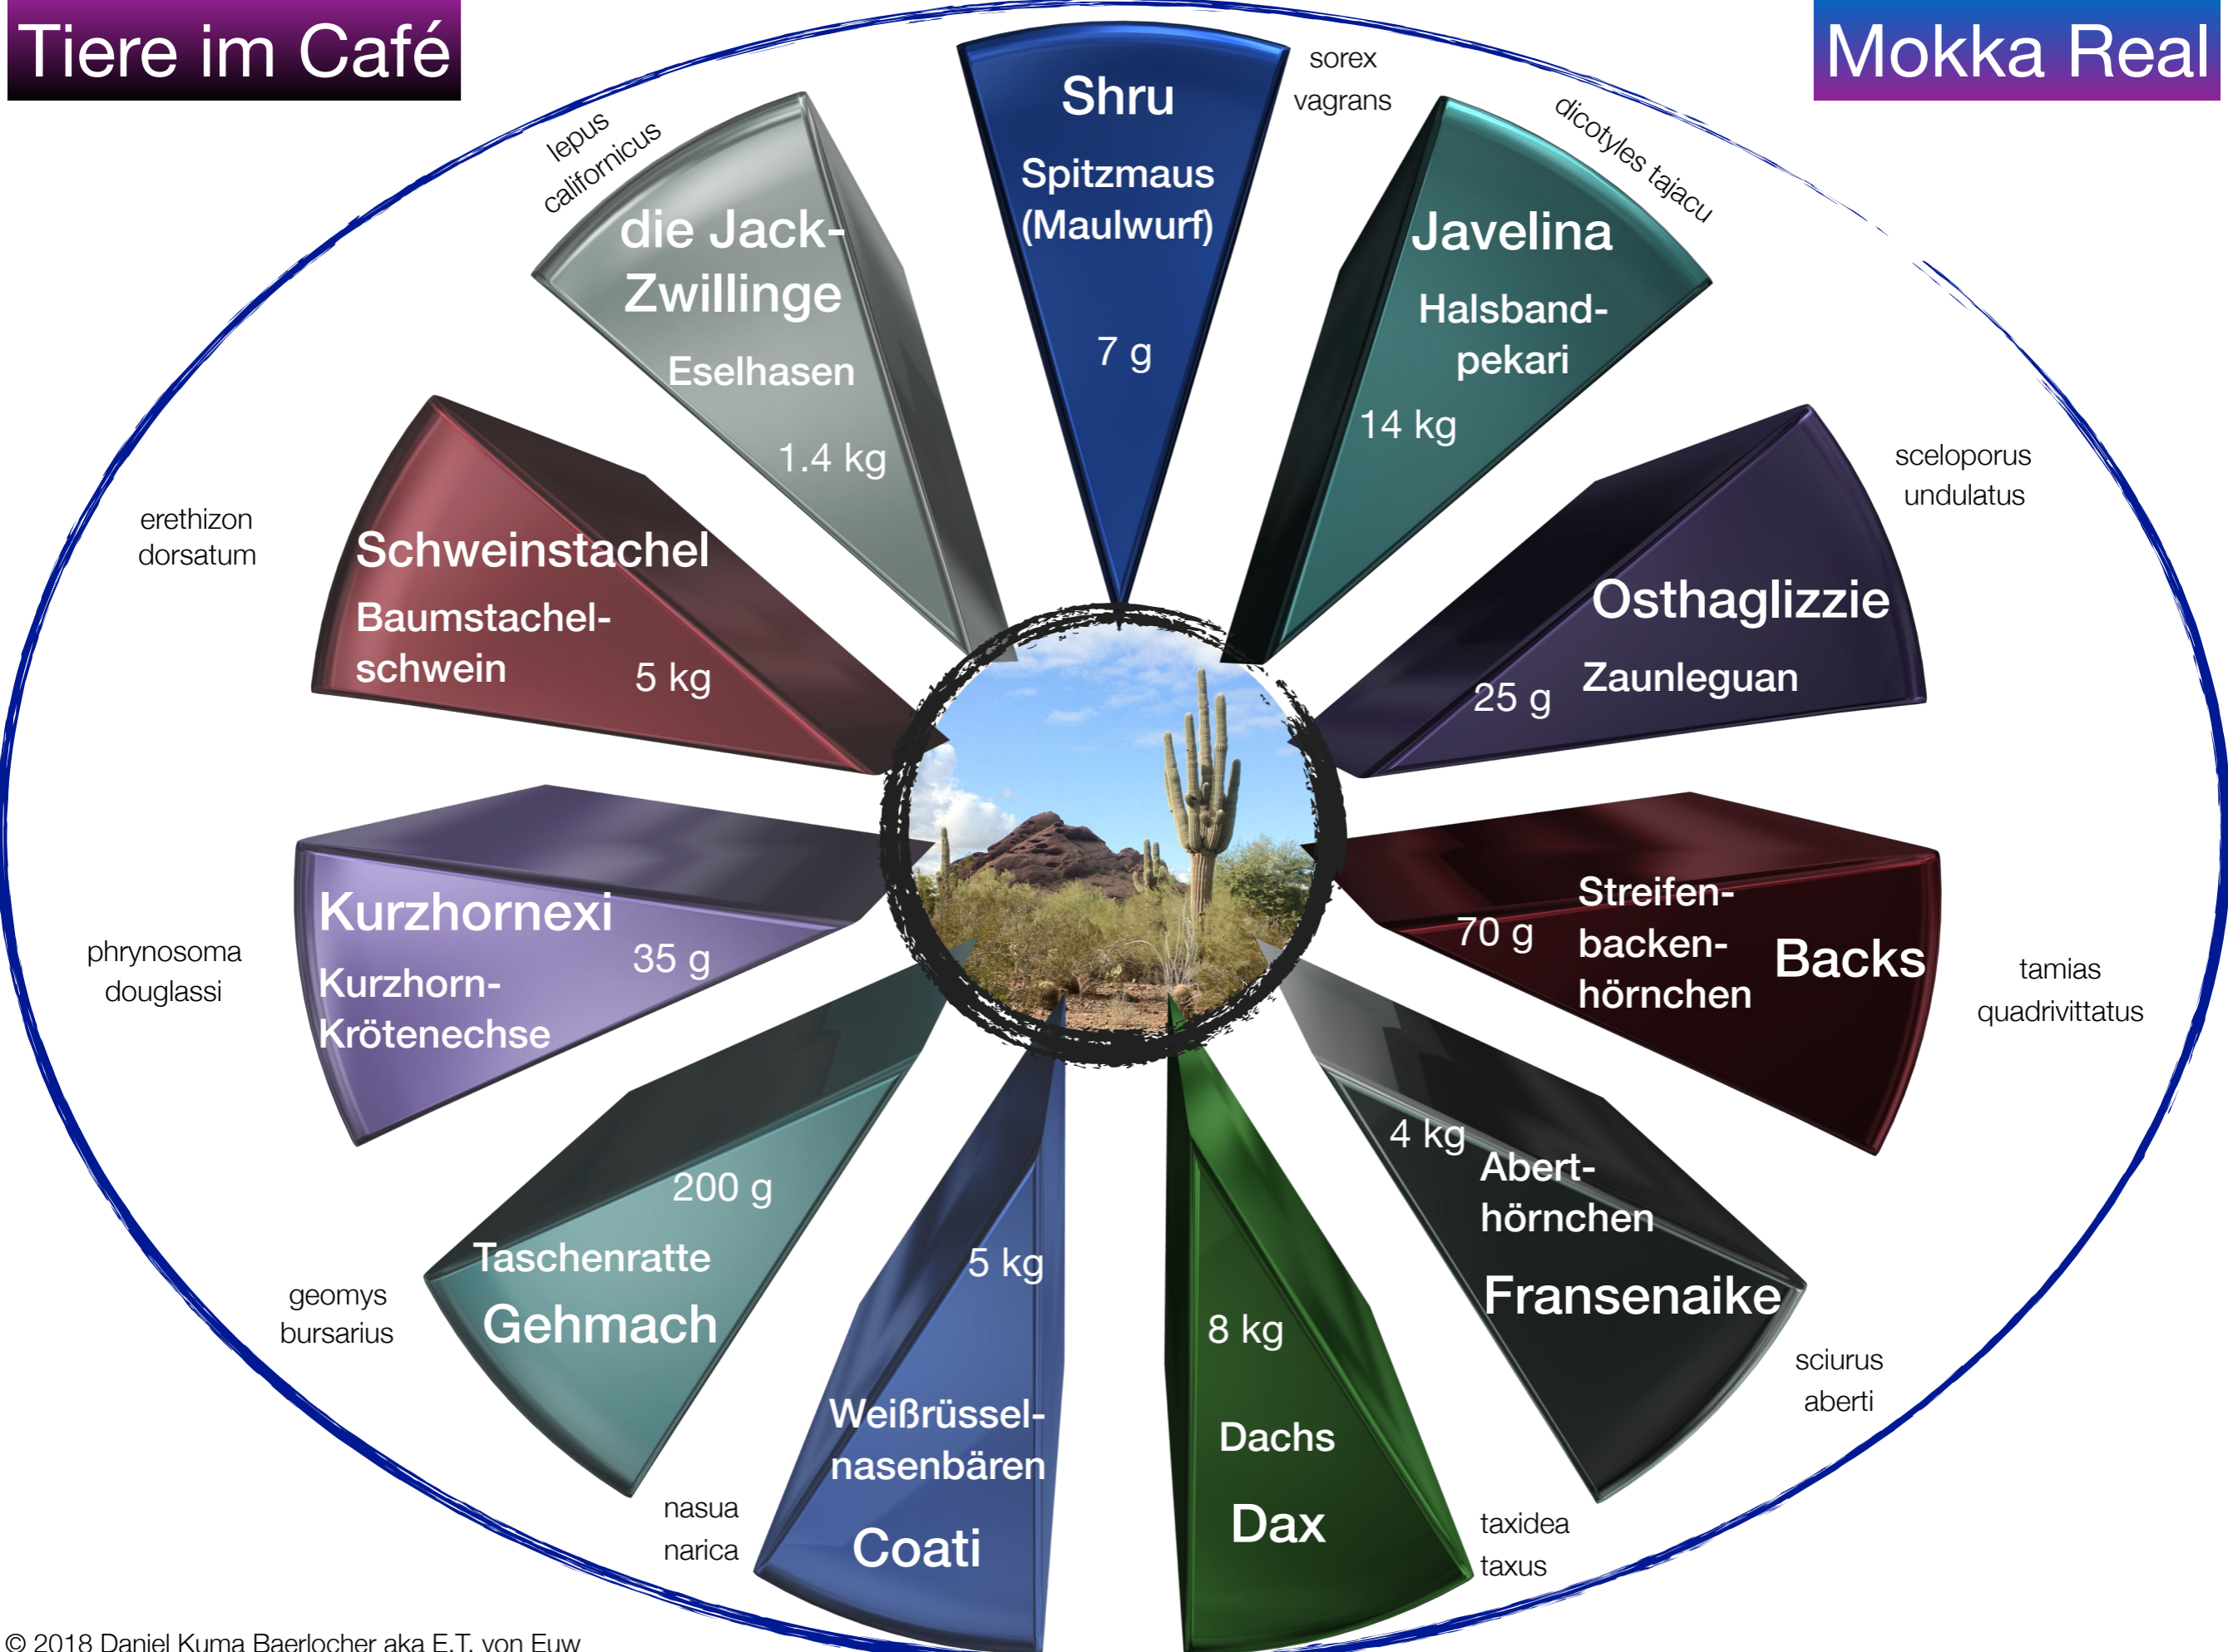 Tiere im Café
Mokka Real
Shru
Spitzmaus
(Maulwurf)
7 g
sorex
vagrans
Javelina
Halsband-
pekari
14 kg
dicotyles tajacu
Osthaglizzie
Zaunleguan
25 g
sceloporus
undulatus
Streifen-
backen-
hörnchen
Backs
70 g
tamias
quadrivittatus
4 kg
Abert-
hörnchen
Fransenaike
sciurus
aberti
8 kg
Dachs
Dax
taxidea
taxus
5 kg
Weißrüssel-
nasenbären
Coati
nasua
narica
200 g
Taschenratte
Gehmach
geomys
bursarius
Kurzhornexi
35 g
Kurzhorn-
Krötenechse
phrynosoma
douglassi
Schweinstachel
Baumstachel-
schwein
5 kg
erethizon
dorsatum
die Jack-
Zwillinge
Eselhasen
1.4 kg
lepus
californicus
© 2018 Daniel Kuma Baerlocher aka E.T. von Euw